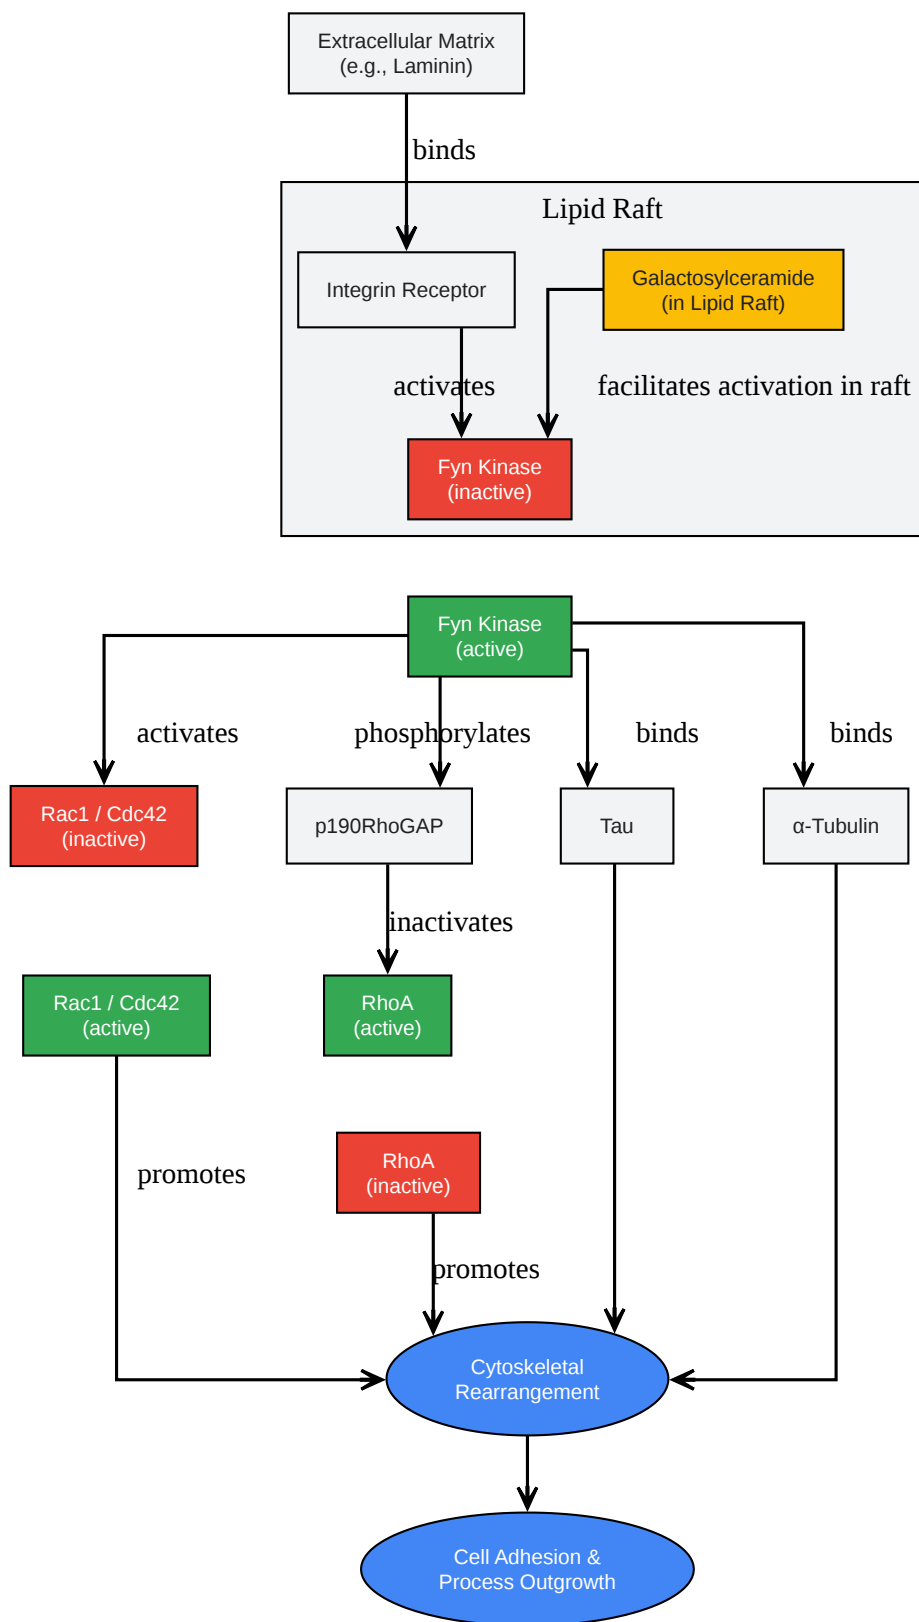 Extracellular Matrix
(e.g., Laminin)
binds
Lipid Raft
Integrin Receptor
Galactosylceramide
(in Lipid Raft)
activates
facilitates activation in raft
Fyn Kinase
(inactive)
Fyn Kinase
(active)
activates
phosphorylates
binds
binds
Rac1 / Cdc42
(inactive)
p190RhoGAP
Tau
α-Tubulin
inactivates
Rac1 / Cdc42
(active)
RhoA
(active)
promotes
RhoA
(inactive)
promotes
Cytoskeletal
Rearrangement
Cell Adhesion &
Process Outgrowth